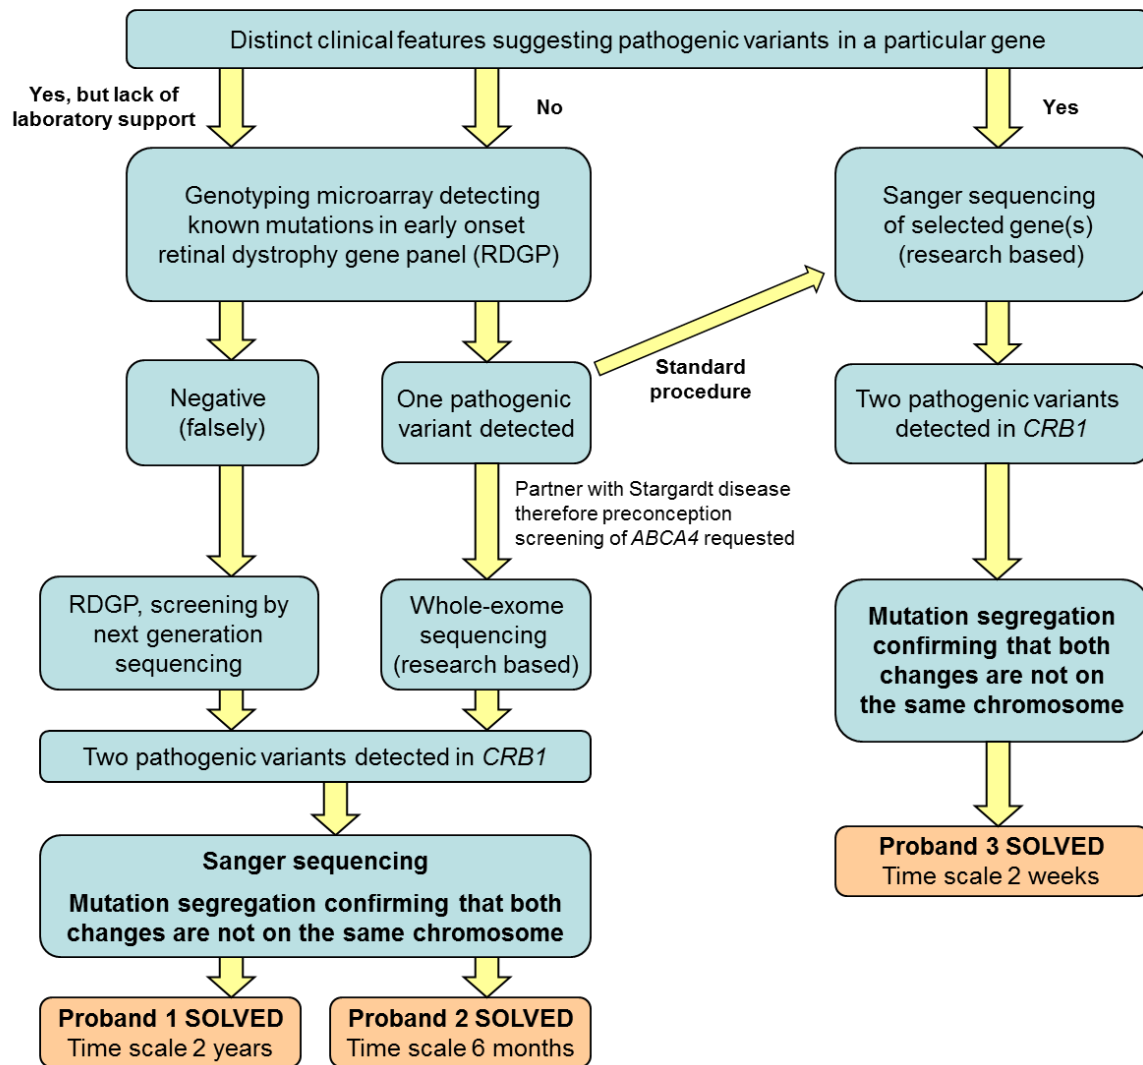 Distinct clinical features suggesting pathogenic variants in a particular gene
Yes, but lack of
laboratory support
No
Yes
Genotyping microarray detecting
known mutations in early onset
retinal dystrophy gene panel (RDGP)
Sanger sequencing
of selected gene(s)
(research based)
Negative
(falsely)
One pathogenic
variant detected
Standard
procedure
Two pathogenic variants
detected in CRB1
Partner with Stargardt disease
therefore preconception
screening of ABCA4 requested
RDGP, screening by
next generation
sequencing
Whole-exome
sequencing
(research based)
Mutation segregation
confirming that both
changes are not on
the same chromosome
Two pathogenic variants detected in CRB1
Sanger sequencing
Mutation segregation confirming that both
changes are not on the same chromosome
Proband 3 SOLVED
Time scale 2 weeks
Proband 1 SOLVED
Time scale 2 years
Proband 2 SOLVED
Time scale 6 months